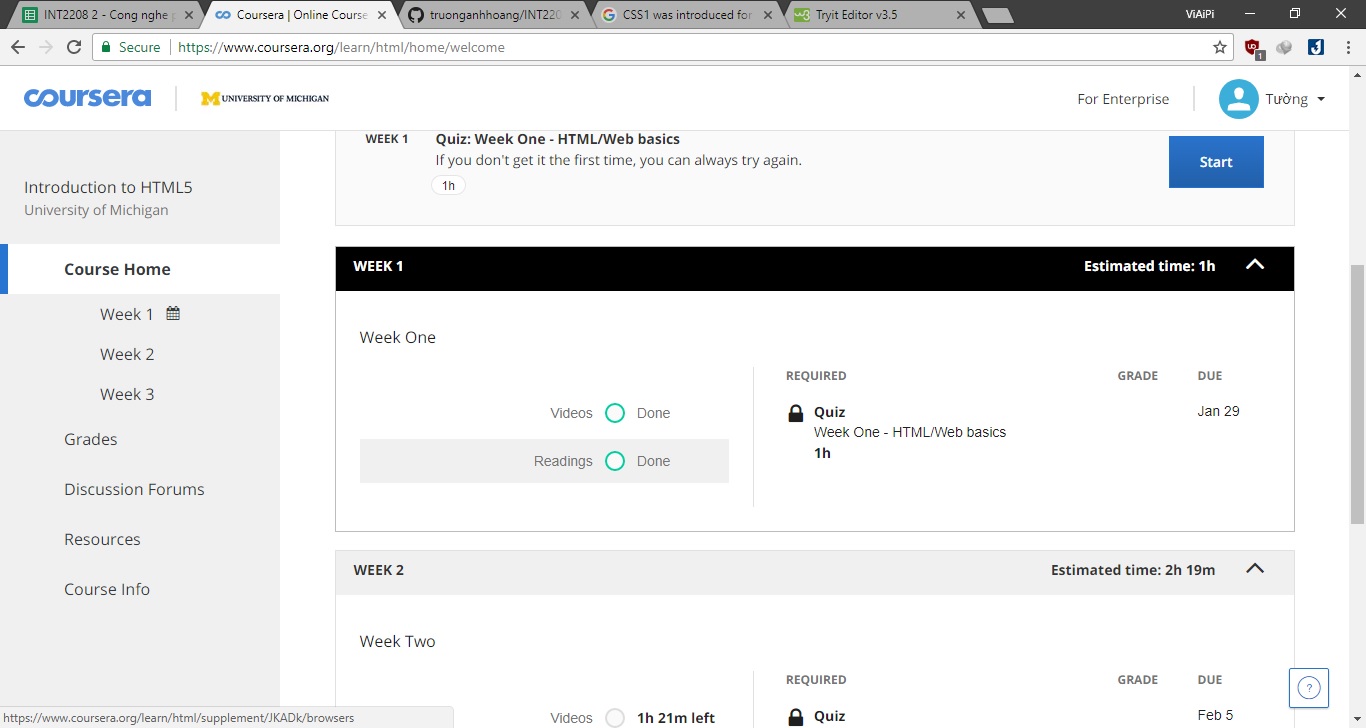 INT2208 2 - Cong nghe p
Coursera | Online Course
truonganhhoang/INT220
CSS1 was introduced for
Tryit Editor v3.5
ViAiPi
Secure
https://www.coursera.org/learn/html/home/welcome
coursera
M UNIVERSITY OF MICHIGAN
For Enterprise
Tường
Introduction to HTML5
University of Michigan
Course Home
Week 1
Week 2
Week 3
Grades
Discussion Forums
Resources
Course Info
WEEK 1
Quiz: Week One - HTML/Web basics
If you don't get it the first time, you can always try again.
1h
Start
WEEK 1
Estimated time: 1h
Week One
Videos Done
Readings Done
REQUIRED GRADE DUE
Quiz Jan 29
Week One - HTML/Web basics
1h
WEEK 2
Estimated time: 2h 19m
Week Two
Videos 1h 21m left
REQUIRED GRADE DUE
Quiz Feb 5
?
https://www.coursera.org/learn/html/supplement/JKADk/browsers